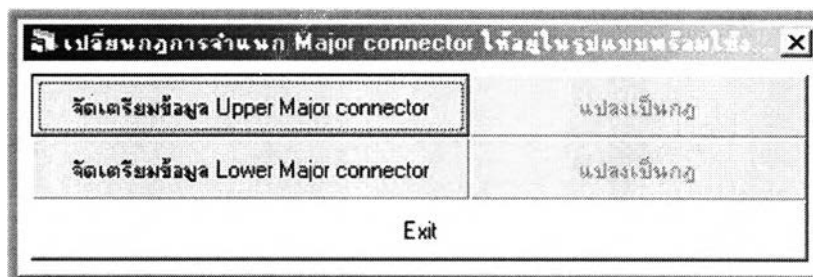 เปลี่ยนกฎการจำแนก Major connector ให้อยู่ในรูปแบบพร้อมใช้ง...
จัดเตรียมข้อมูล Upper Major connector
แปลงเป็นกฎ
จัดเตรียมข้อมูล Lower Major connector
แปลงเป็นกฎ
Exit